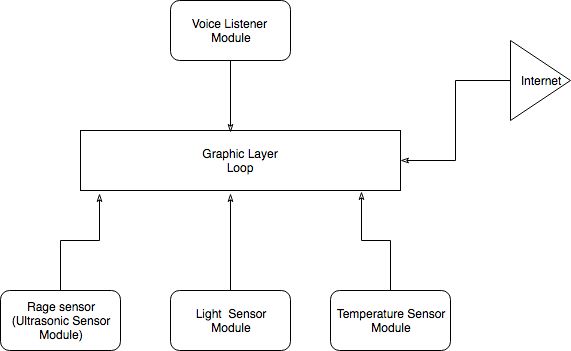 Voice Listener
Module
Internet
Graphic Layer
Loop
Rage sensor
(Ultrasonic Sensor
Module)
Light Sensor
Module
Temperature Sensor
Module